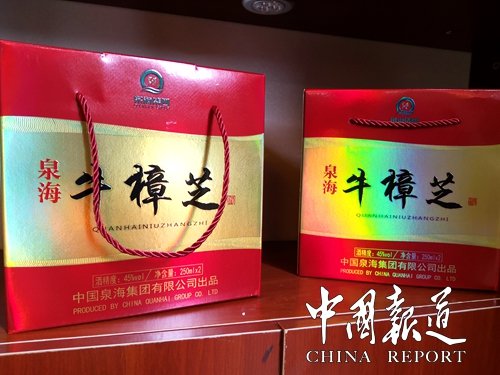 泉海
牛樟芝
QUANHAINIUZHANGZHI
酒精度：45%vol / 净含量：250ml×2
中国泉海集团有限公司出品
PRODUCED BY CHINA QUANHAI GROUP CO. LTD
泉海
牛樟芝
QUANHAINIUZHANGZHI
酒精度：45%vol / 净含量：250ml×2
中国泉海集团有限公司出品
PRODUCED BY CHINA QUANHAI GROUP CO. LTD
中国报道
CHINA REPORT